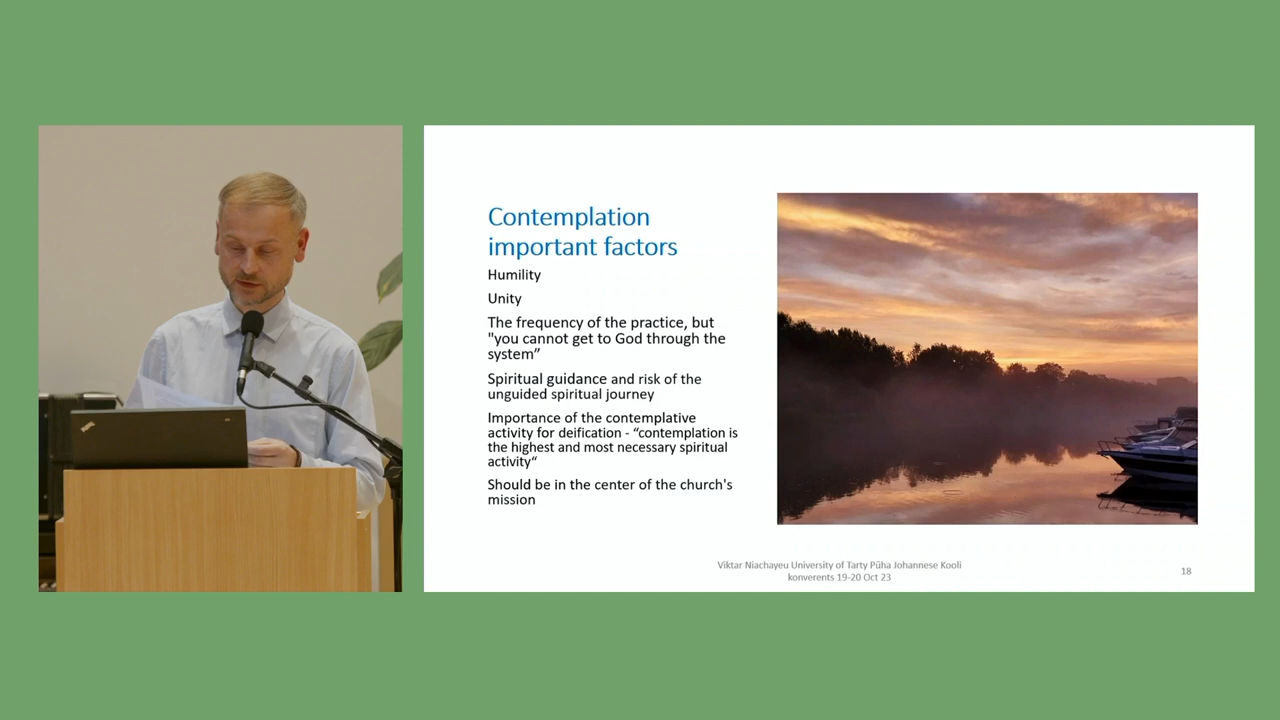 Contemplation
important factors
Humility
Unity
The frequency of the practice, but
"you cannot get to God through the
system”
Spiritual guidance and risk of the
unguided spiritual journey
Importance of the contemplative
activity for deification - “contemplation is
the highest and most necessary spiritual
activity“
Should be in the center of the church's
mission
Viktar Niachayeu University of Tarty Püha Johannese Kooli
konverents 19-20 Oct 23
18